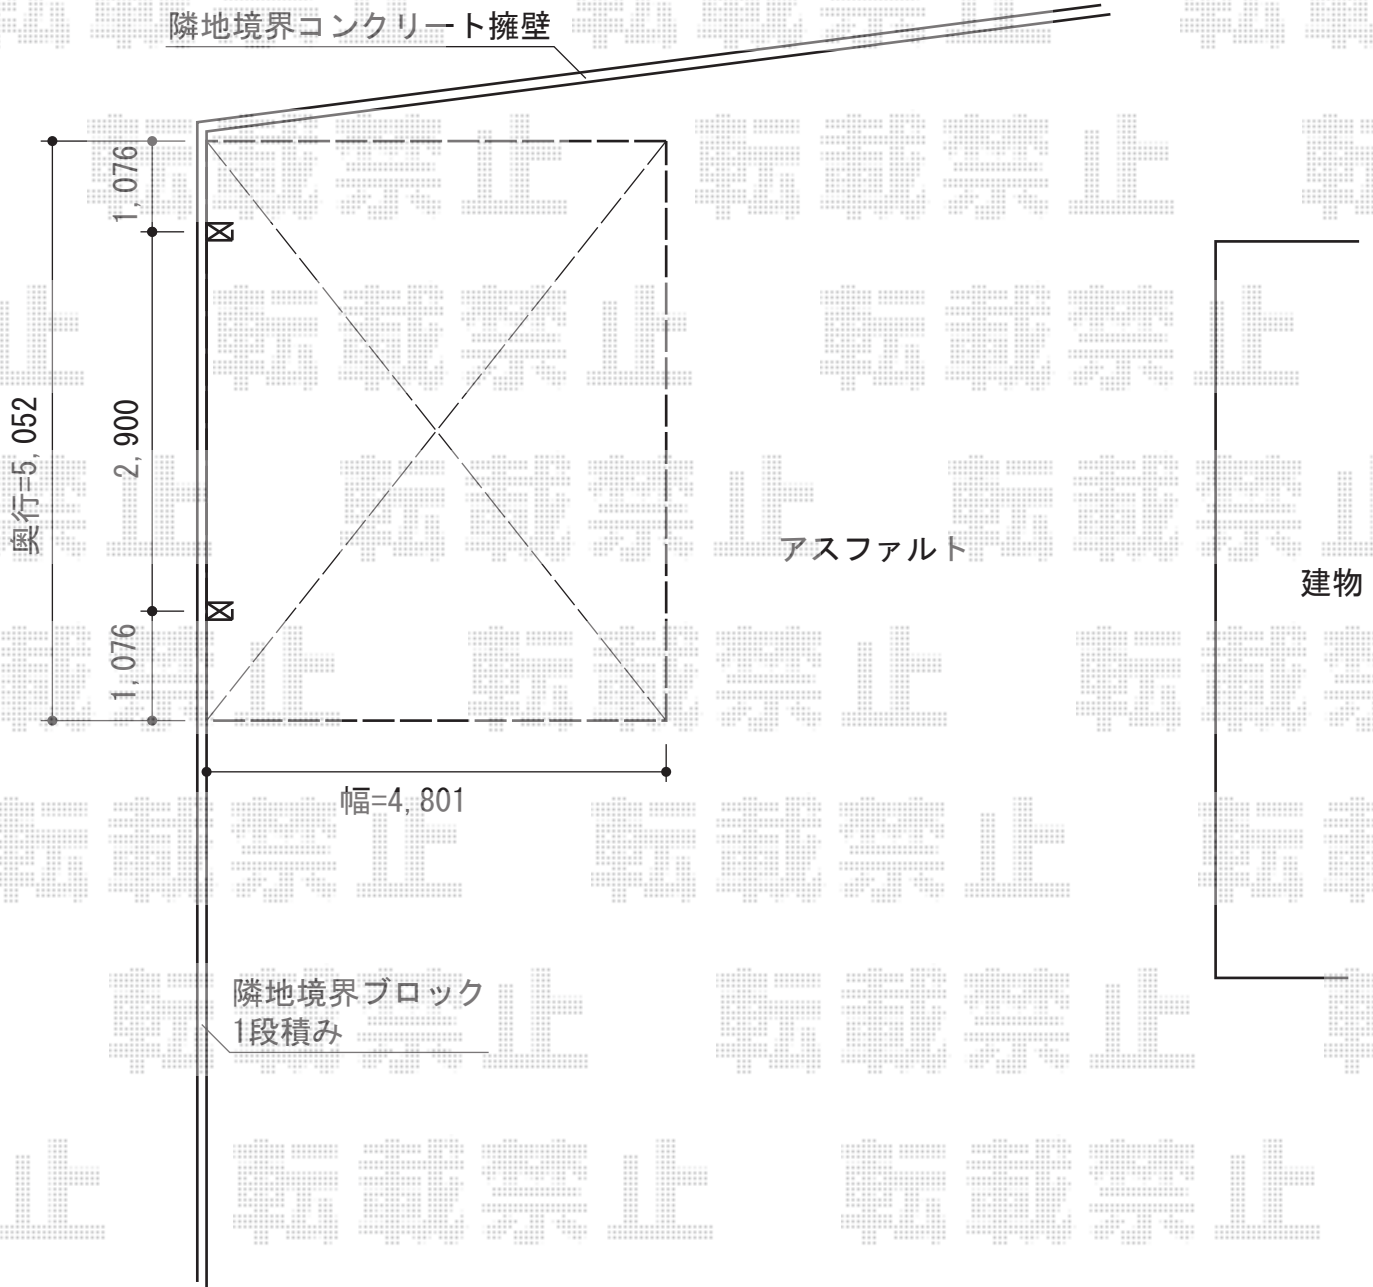 隣地境界コンクリート擁壁
1,076
2,900
奥行=5,052
1,076
アスファルト
建物
幅=4,801
隣地境界ブロック
1段積み
転載禁止